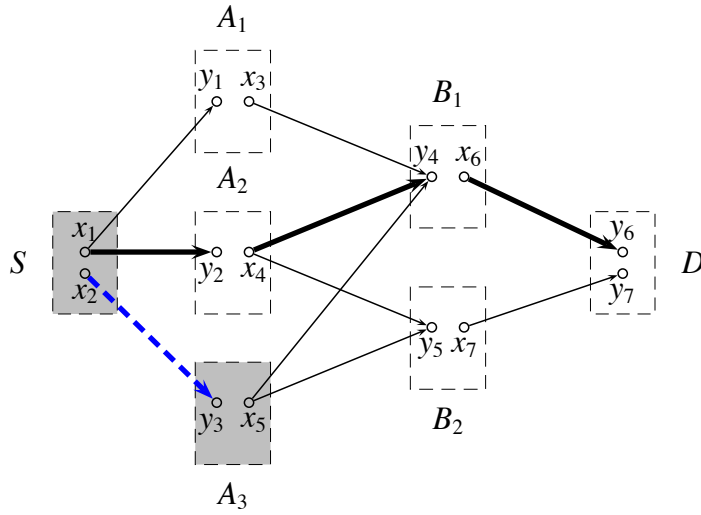 A₁
y₁ x₃
B₁
y₄ x₆
A₂
x₁
S
x₂
y₂ x₄
y₆
D
y₇
y₅ x₇
B₂
y₃ x₅
A₃